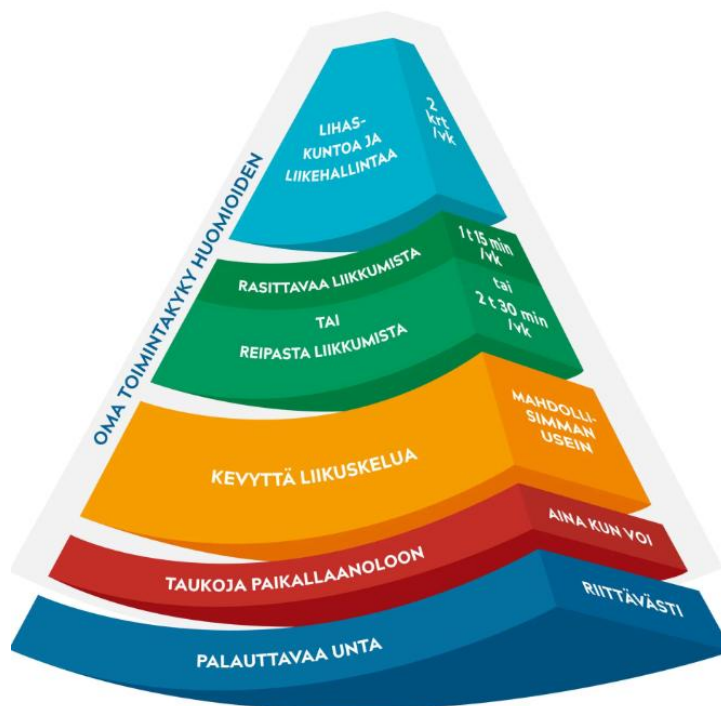 OMA TOIMINTAKYKY HUOMIOIDEN
LIHAS-
KUNTOA JA
LIIKEHALLINTAA
2
krt
/vk
RASITTAVAA LIIKKUMISTA
1 t 15 min
/vk
TAI
REIPASTA LIIKKUMISTA
tai
2 t 30 min
/vk
KEVYTTÄ LIIUSKELUA
MAHDOLLI-
SIMMAN
USEIN
TAUKOJA PAIKALLAANOLOON
AINA KUN VOI
PALAUTTAVAA UNTA
RIITTÄVÄSTI